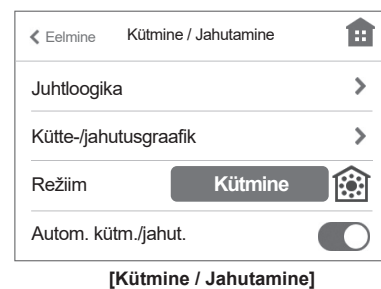 Eelmine Kütmine / Jahutamine
Juhtloogika
Kütte-/jahutusgraafik
Režiim Kütmine
Autom. kütm./jahut.
[Kütmine / Jahutamine]